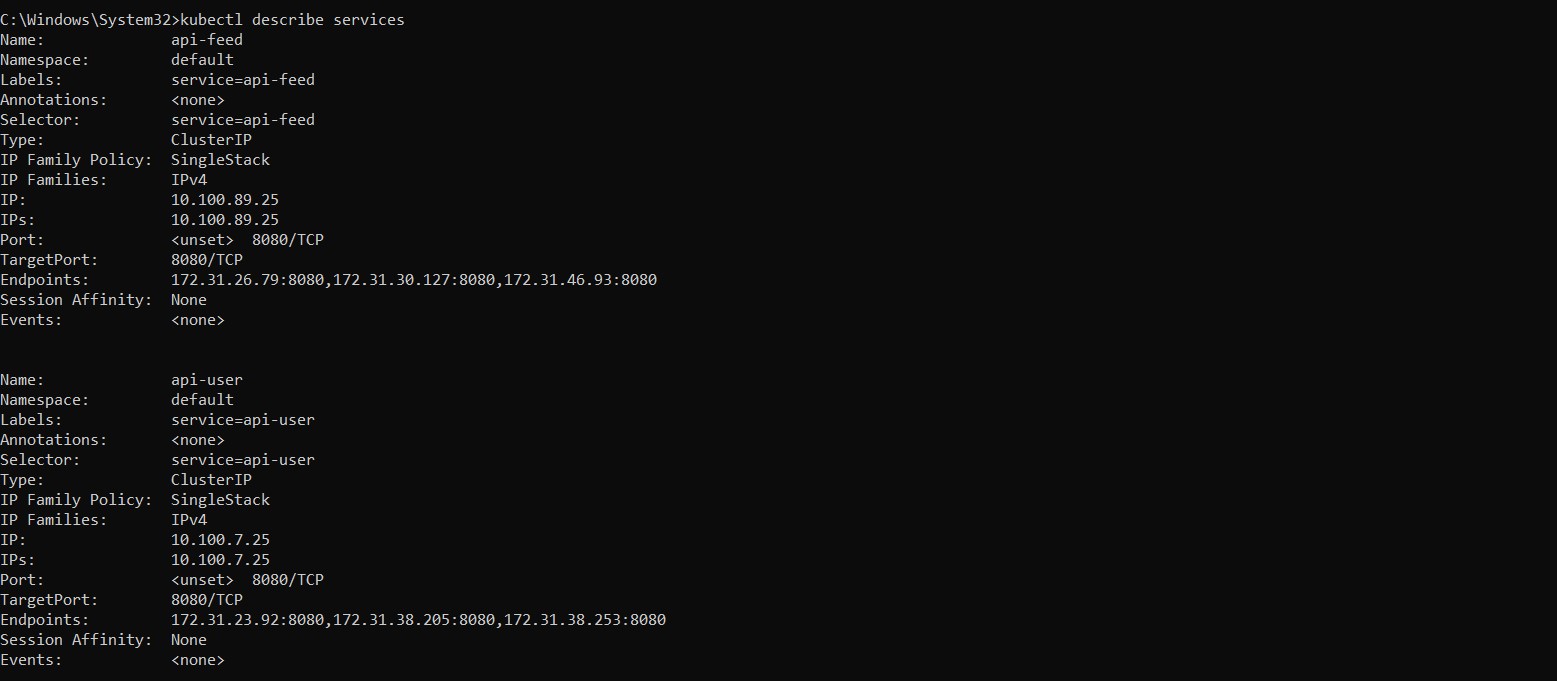 C:\Windows\System32>kubectl describe services
Name:              api-feed
Namespace:         default
Labels:            service=api-feed
Annotations:       <none>
Selector:          service=api-feed
Type:              ClusterIP
IP Family Policy:  SingleStack
IP Families:       IPv4
IP:                10.100.89.25
IPs:               10.100.89.25
Port:              <unset>  8080/TCP
TargetPort:        8080/TCP
Endpoints:         172.31.26.79:8080,172.31.30.127:8080,172.31.46.93:8080
Session Affinity:  None
Events:            <none>
Name:              api-user
Namespace:         default
Labels:            service=api-user
Annotations:       <none>
Selector:          service=api-user
Type:              ClusterIP
IP Family Policy:  SingleStack
IP Families:       IPv4
IP:                10.100.7.25
IPs:               10.100.7.25
Port:              <unset>  8080/TCP
TargetPort:        8080/TCP
Endpoints:         172.31.23.92:8080,172.31.38.205:8080,172.31.38.253:8080
Session Affinity:  None
Events:            <none>